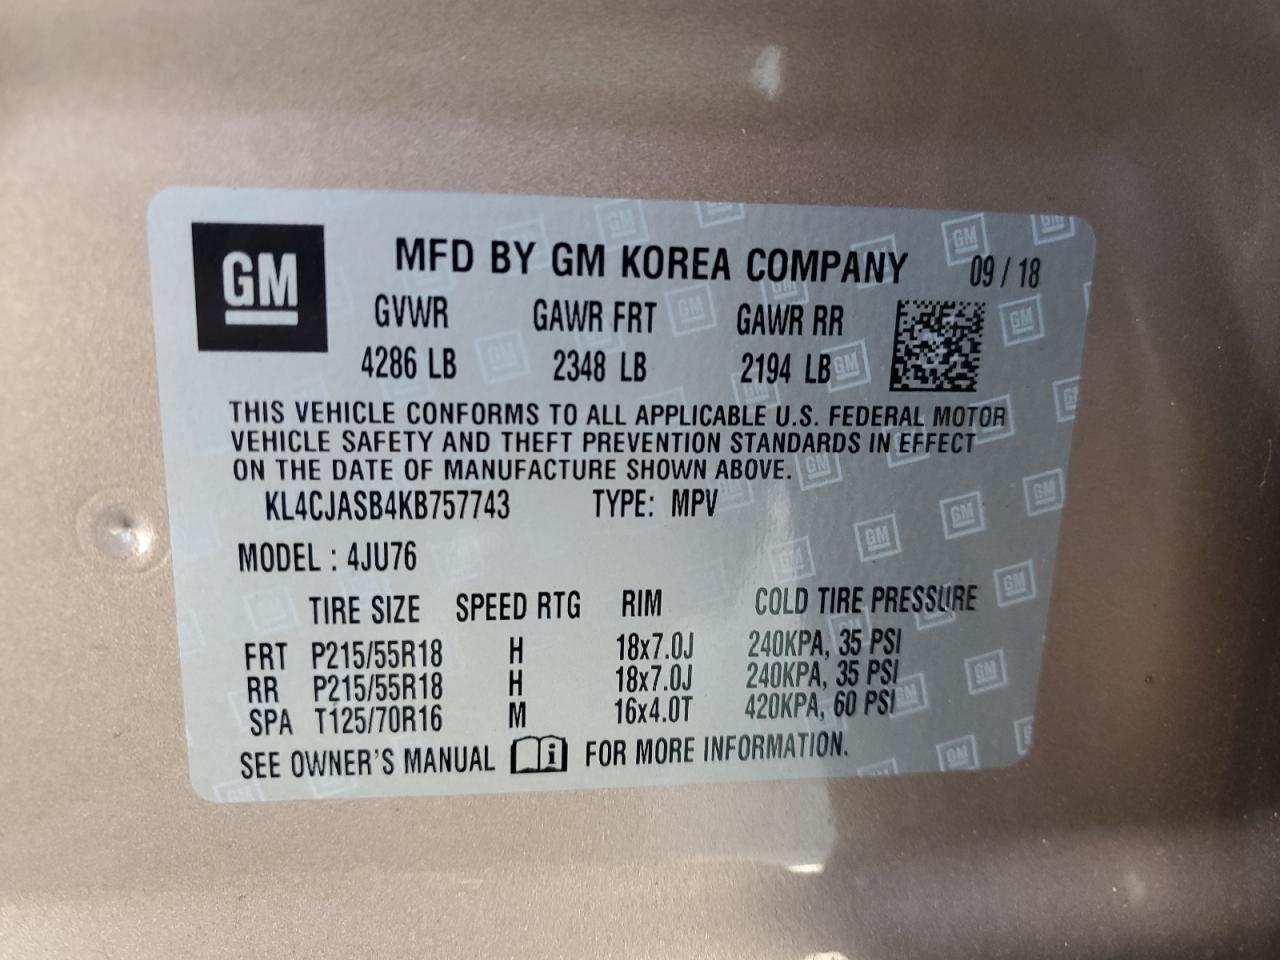 GM
MFD BY GM KOREA COMPANY 09 / 18
GVWR GAWR FRT GAWR RR
4286 LB 2348 LB 2194 LB
THIS VEHICLE CONFORMS TO ALL APPLICABLE U.S. FEDERAL MOTOR
VEHICLE SAFETY AND THEFT PREVENTION STANDARDS IN EFFECT
ON THE DATE OF MANUFACTURE SHOWN ABOVE.
KL4CJASB4KB757743 TYPE: MPV
MODEL : 4JU76
TIRE SIZE SPEED RTG RIM COLD TIRE PRESSURE
FRT P215/55R18 H 18x7.0J 240KPA, 35 PSI
RR P215/55R18 H 18x7.0J 240KPA, 35 PSI
SPA T125/70R16 M 16x4.0T 420KPA, 60 PSI
SEE OWNER'S MANUAL i FOR MORE INFORMATION.